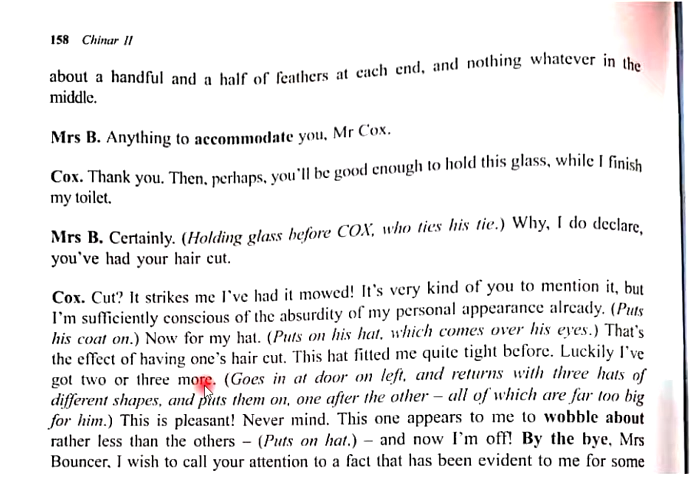 158 Chinar II
about a handful and a half of feathers at each end, and nothing whatever in the
middle.
Mrs B. Anything to accommodate you, Mr Cox.
Cox. Thank you. Then, perhaps, you'll be good enough to hold this glass, while I finish
my toilet.
Mrs B. Certainly. (Holding glass before COX, who ties his tie.) Why, I do declare,
you've had your hair cut.
Cox. Cut? It strikes me I've had it mowed! It's very kind of you to mention it, but
I'm sufficiently conscious of the absurdity of my personal appearance already. (Puts
his coat on.) Now for my hat. (Puts on his hat, which comes over his eyes.) That's
the effect of having one's hair cut. This hat fitted me quite tight before. Luckily I've
got two or three more. (Goes in at door on left, and returns with three hats of
different shapes, and puts them on, one after the other – all of which are far too big
for him.) This is pleasant! Never mind. This one appears to me to wobble about
rather less than the others – (Puts on hat.) – and now I'm off! By the bye, Mrs
Bouncer, I wish to call your attention to a fact that has been evident to me for some